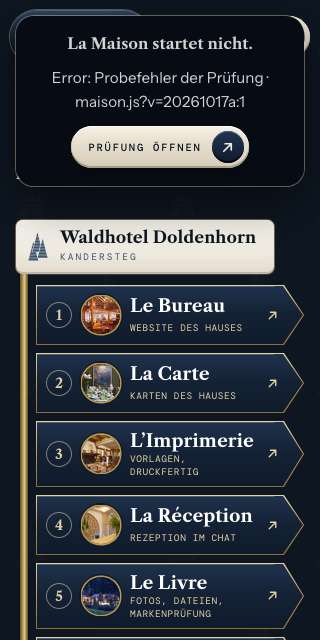 La Maison startet nicht.
Error: Probefehler der Prüfung ·
maison.js?v=20261017a:1
PRÜFUNG ÖFFNEN
Waldhotel Doldenhorn
KANDERSTEG
1
Le Bureau
WEBSITE DES HAUSES
2
La Carte
KARTEN DES HAUSES
3
L’Imprimerie
VORLAGEN,
DRUCKFERTIG
4
La Réception
REZEPTION IM CHAT
5
Le Livre
FOTOS, DATEIEN,
MARKENPRÜFUNG